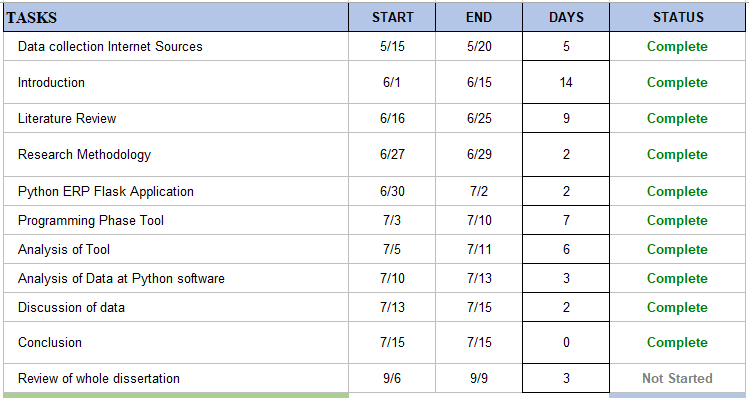 TASKS START END DAYS STATUS
Data collection Internet Sources 5/15 5/20 5 Complete
Introduction 6/1 6/15 14 Complete
Literature Review 6/16 6/25 9 Complete
Research Methodology 6/27 6/29 2 Complete
Python ERP Flask Application 6/30 7/2 2 Complete
Programming Phase Tool 7/3 7/10 7 Complete
Analysis of Tool 7/5 7/11 6 Complete
Analysis of Data at Python software 7/10 7/13 3 Complete
Discussion of data 7/13 7/15 2 Complete
Conclusion 7/15 7/15 0 Complete
Review of whole dissertation 9/6 9/9 3 Not Started